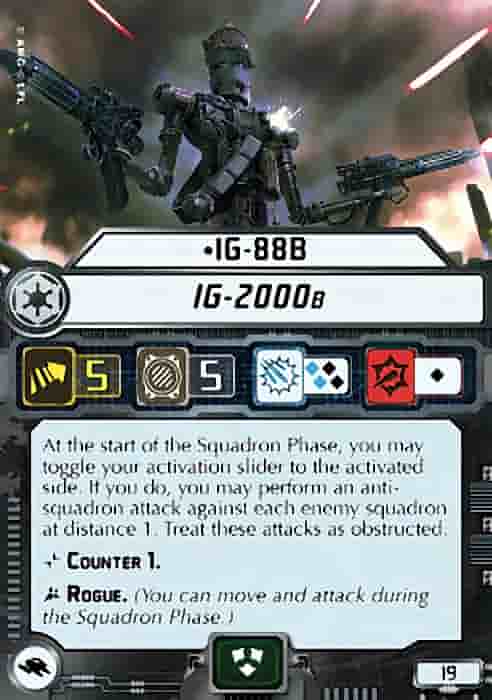 •IG-88B
IG-2000B
5 5
At the start of the Squadron Phase, you may
toggle your activation slider to the activated
side. If you do, you may perform an anti-
squadron attack against each enemy squadron
at distance 1. Treat these attacks as obstructed.
COUNTER 1.
ROGUE. (You can move and attack during
the Squadron Phase.)
19